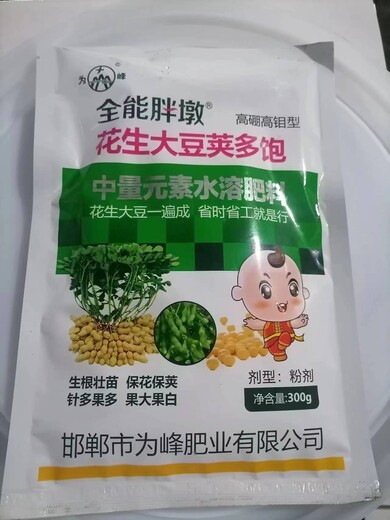 为 峰
全能胖墩®
高硼高钼型
花生大豆荚多饱
中量元素水溶肥料
花生大豆一遍成 省时省工就是行
生根壮苗 保花保荚
针多果多 果大果白
剂型：粉剂
净含量:300g
邯郸市为峰肥业有限公司